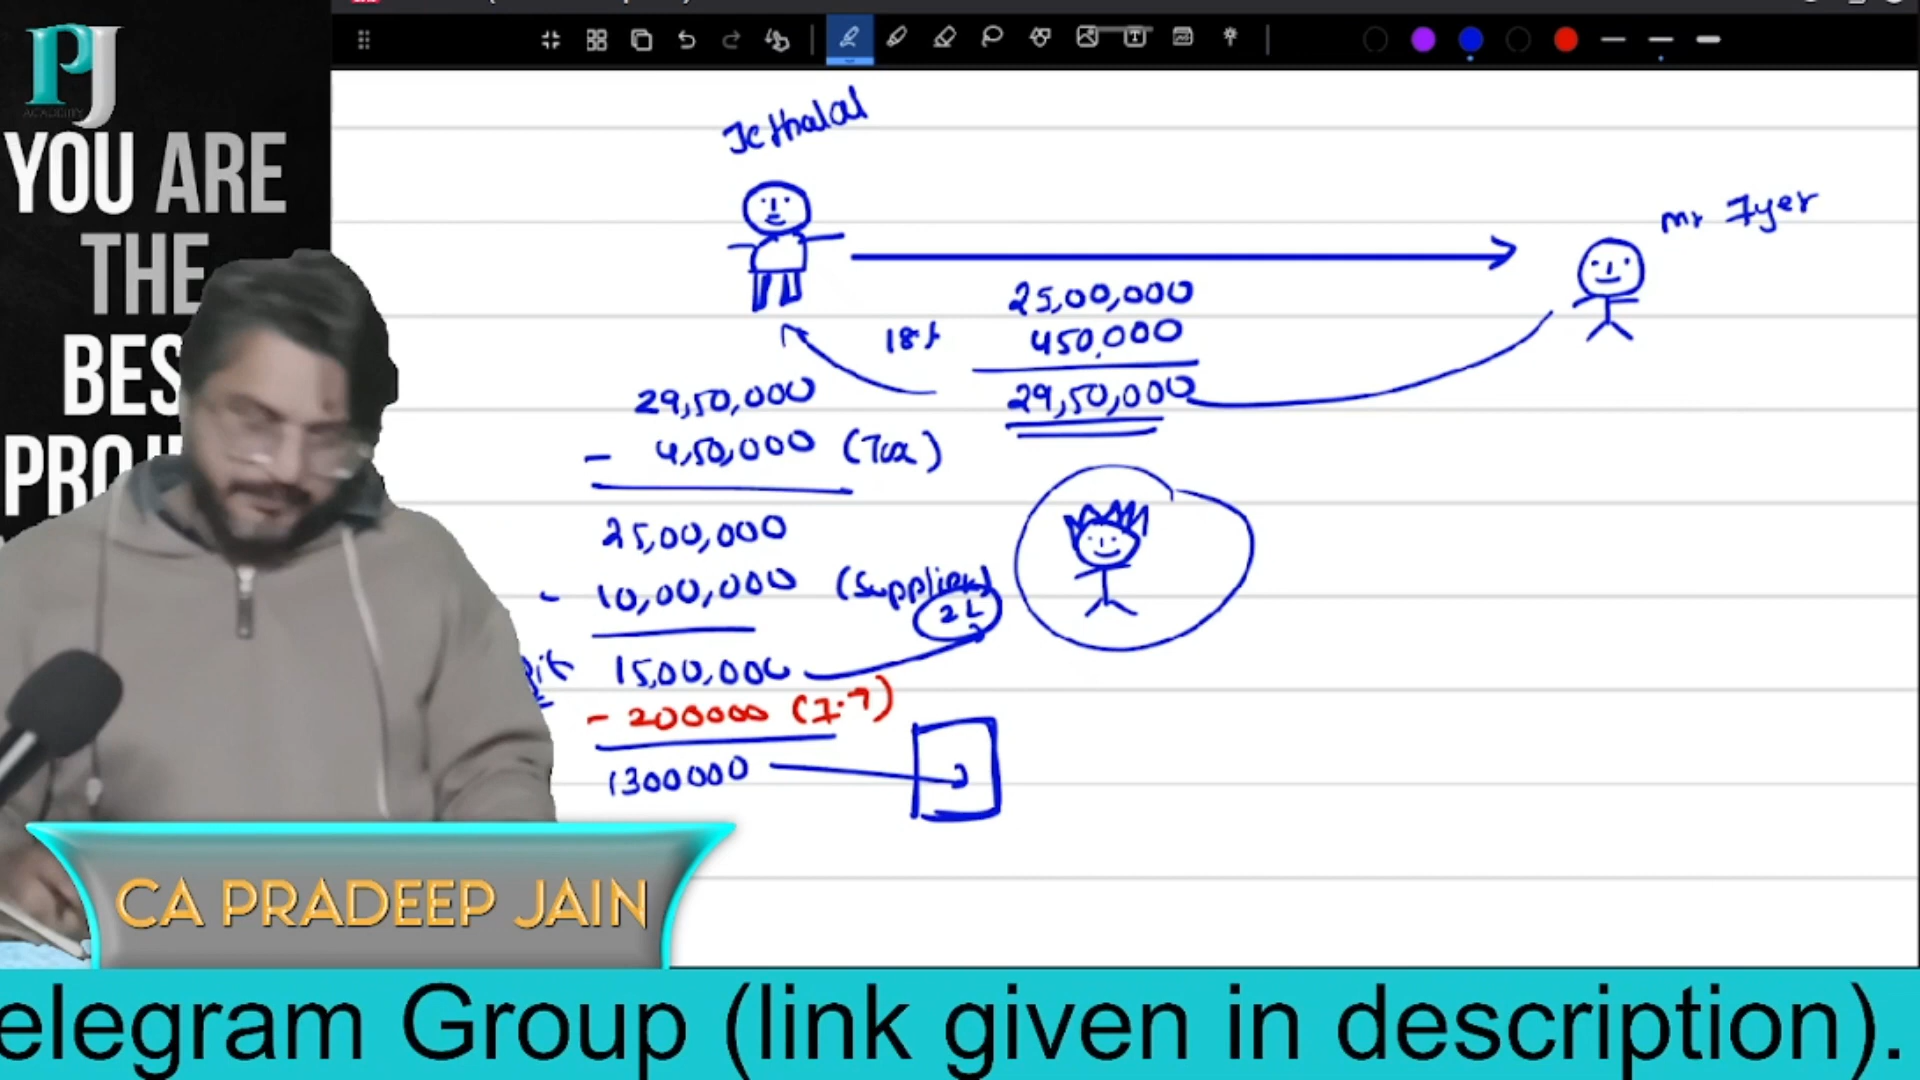 PJ
ACADEMY
YOU ARE
THE
BES
PRO
Jethalal
Mr Iyer
25,00,000
18%
450,000
29,50,000
29,50,000
- 4,50,000 (Tax)
25,00,000
- 10,00,000 (Suppliers)
2L
15,00,000
- 200000 (I.T)
1300000
CA PRADEEP JAIN
elegram Group (link given in description).